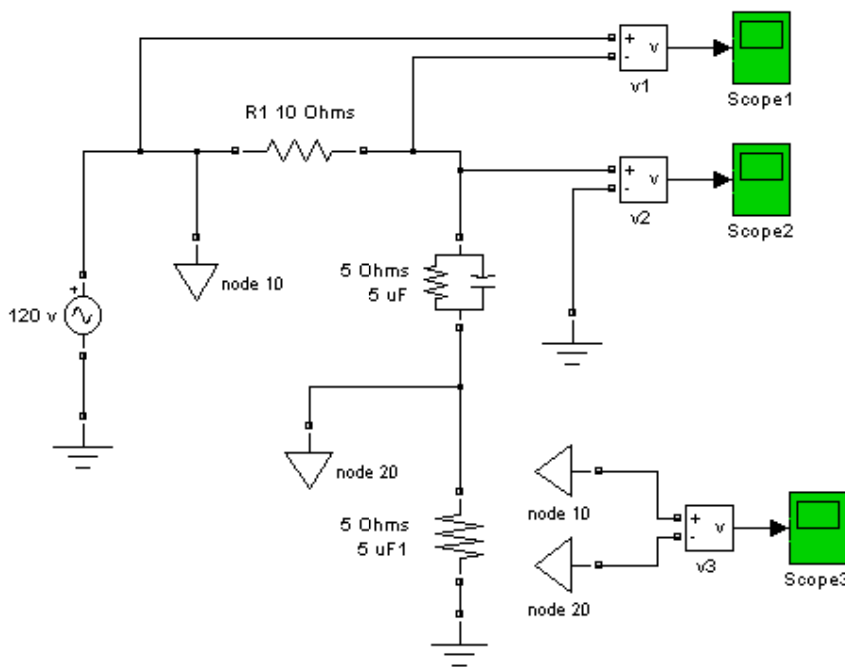 +
-
v
v1
Scope1
R1 10 Ohms
+
-
v
v2
Scope2
node 10
5 Ohms
5 uF
+
120 v
node 20
5 Ohms
5 uF1
node 10
+
-
v
v3
node 20
Scope3